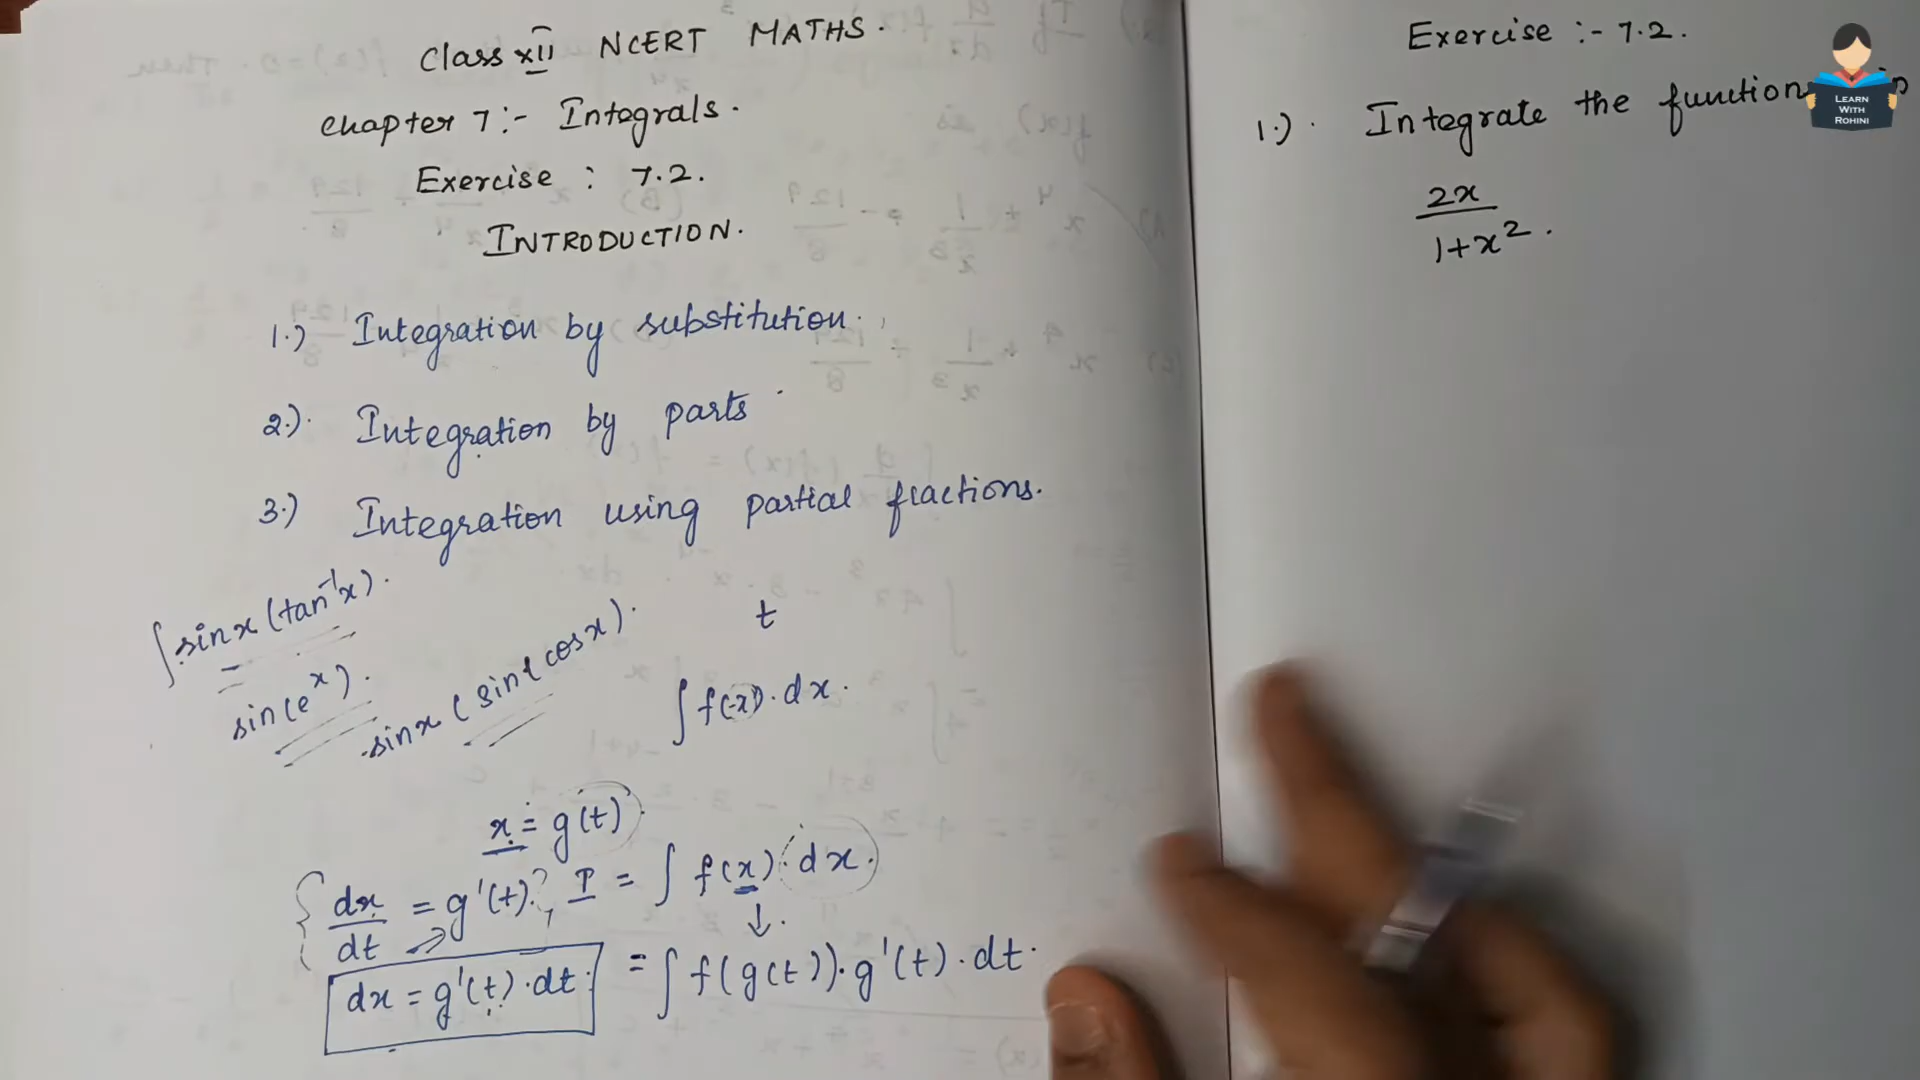 Class XII NCERT MATHS.
Chapter 7:- Integrals.
Exercise : 7.2.
INTRODUCTION.
1.) Integration by substitution.
2.) Integration by parts
3.) Integration using partial fractions.
∫sinx(tan⁻¹x).
sin(eˣ).
sinx(
cosx).
t
∫f(x).dx.
x = g(t)
dx/dt = g'(t), I = ∫f(x).dx.
↓
dx = g'(t).dt = ∫f(g(t)).g'(t).dt.
Exercise :- 7.2.
1.) Integrate the function
2x/1+x².
LEARN
WITH
ROHINI